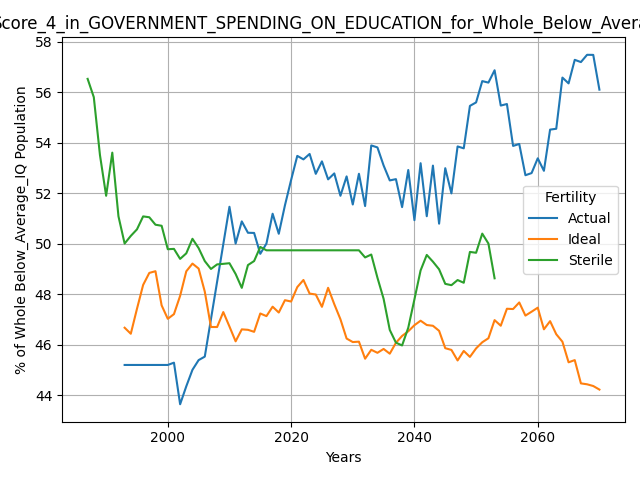 Score_4_in_GOVERNMENT_SPENDING_ON_EDUCATION_for_Whole_Below_Avera
% of Whole Below_Average_IQ Population
58
56
54
52
50
48
46
44
Fertility
Actual
Ideal
Sterile
2000
2020
2040
2060
Years